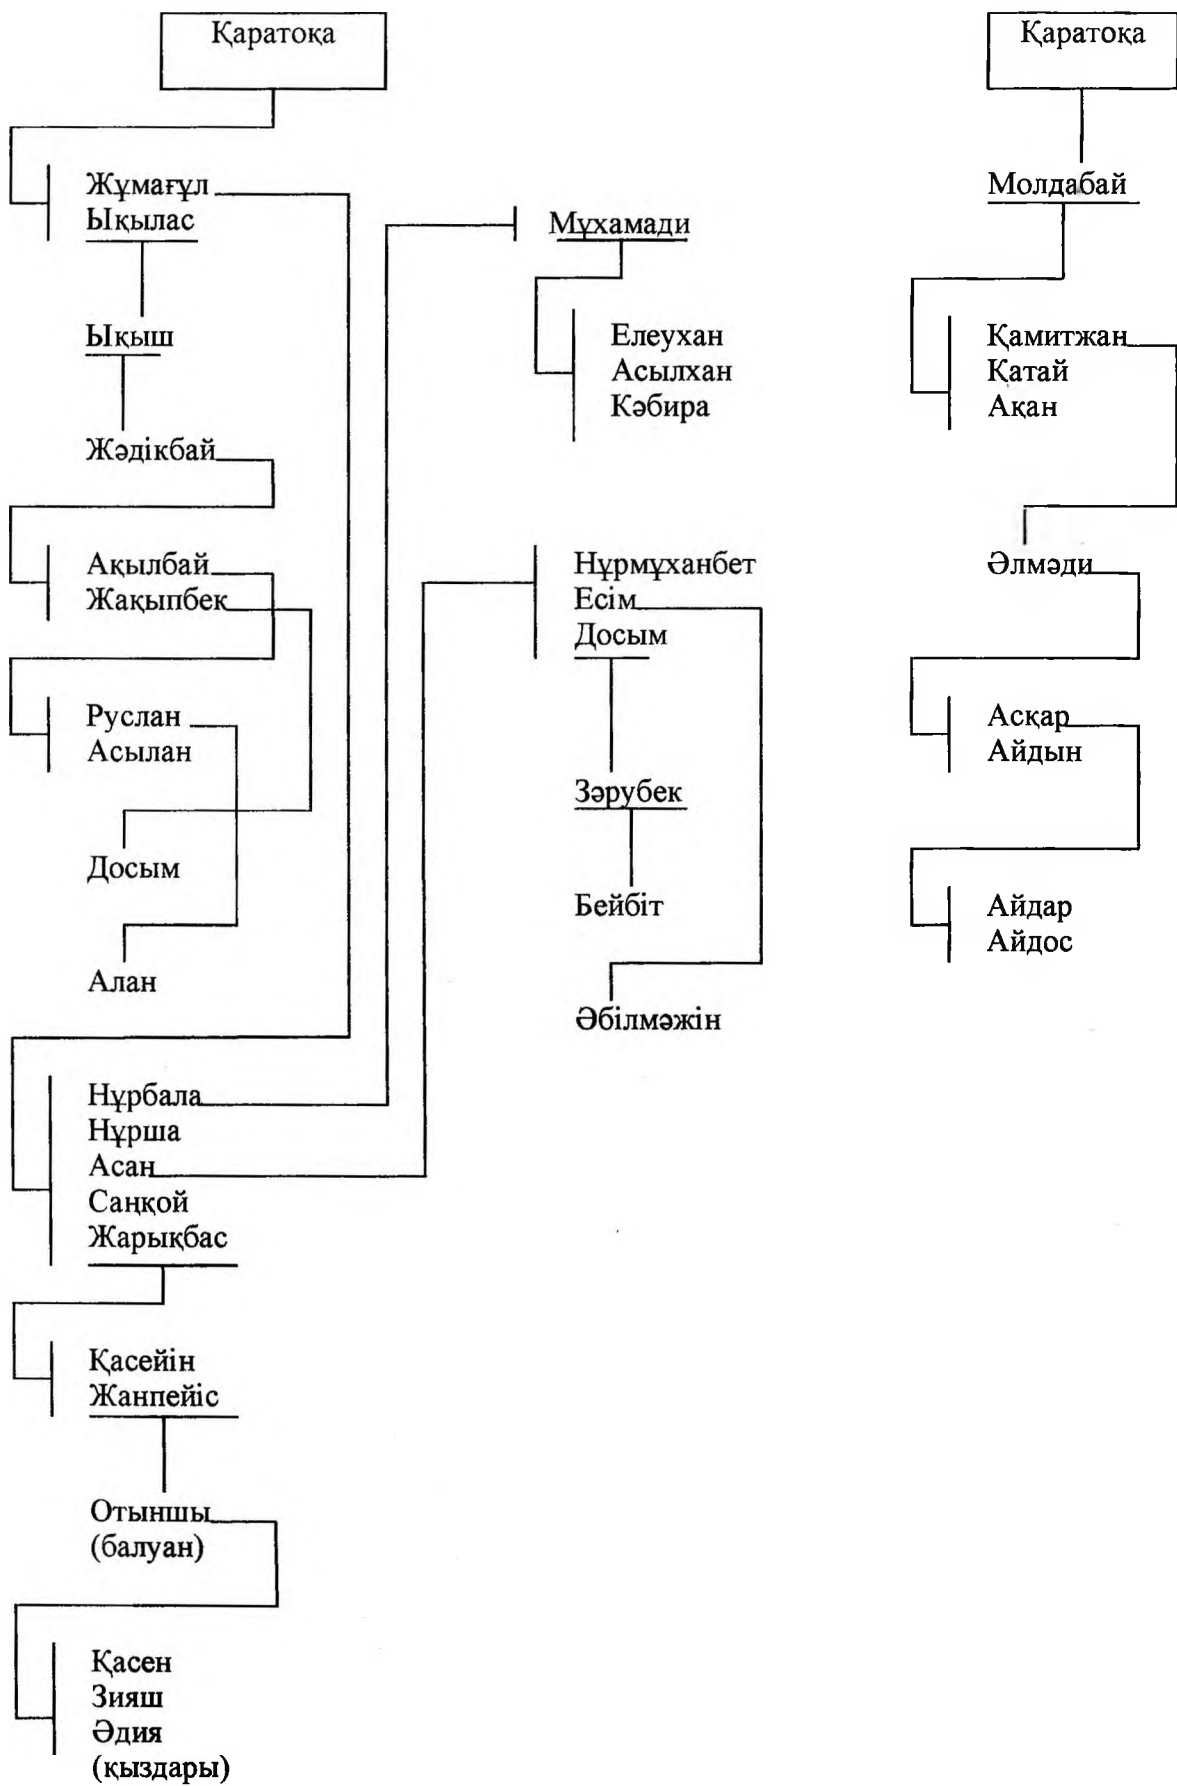 Қаратоқа
Жұмағұл
Ықылас
Ықыш
Жәдікбай
Ақылбай
Жақыпбек
Руслан
Асылан
Досым
Алан
Нұрбала
Нұрша
Асан
Саңқой
Жарықбас
Қасейін
Жанпейіс
Отыншы
(балуан)
Қасен
Зияш
Әдия
(қыздары)
Мұхамади
Елеухан
Асылхан
Кәбира
Нұрмұханбет
Есім
Досым
Зәрубек
Бейбіт
Әбілмәжін
Қаратоқа
Молдабай
Қамитжан
Қатай
Ақан
Әлмәди
Асқар
Айдын
Айдар
Айдос